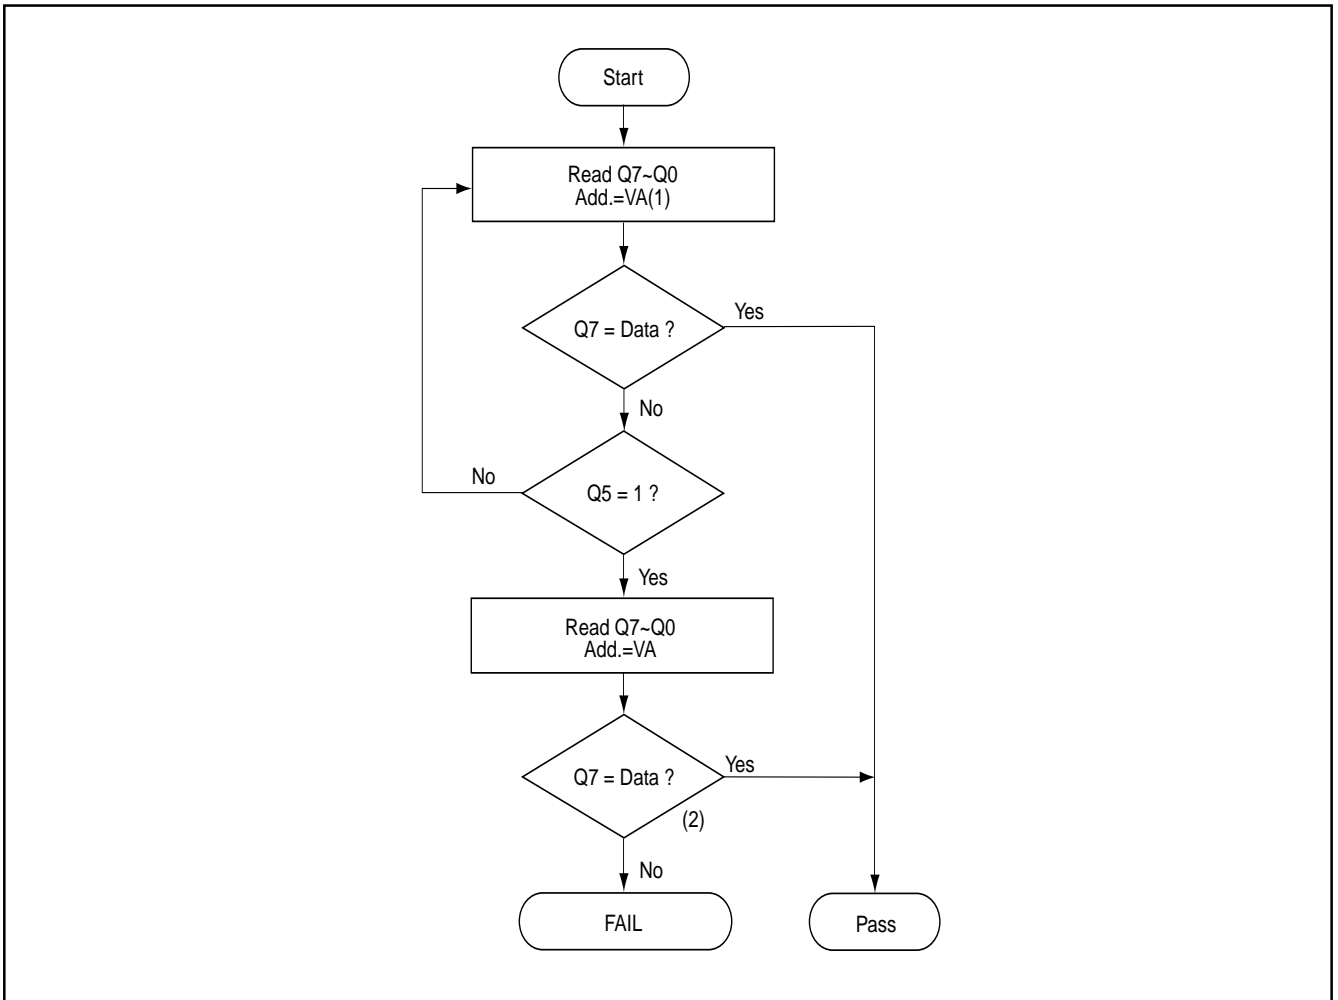 Start
Read Q7~Q0
Add.=VA(1)
Q7 = Data ?
Yes
No
Q5 = 1 ?
No
Yes
Read Q7~Q0
Add.=VA
Q7 = Data ?
Yes
(2)
No
FAIL
Pass